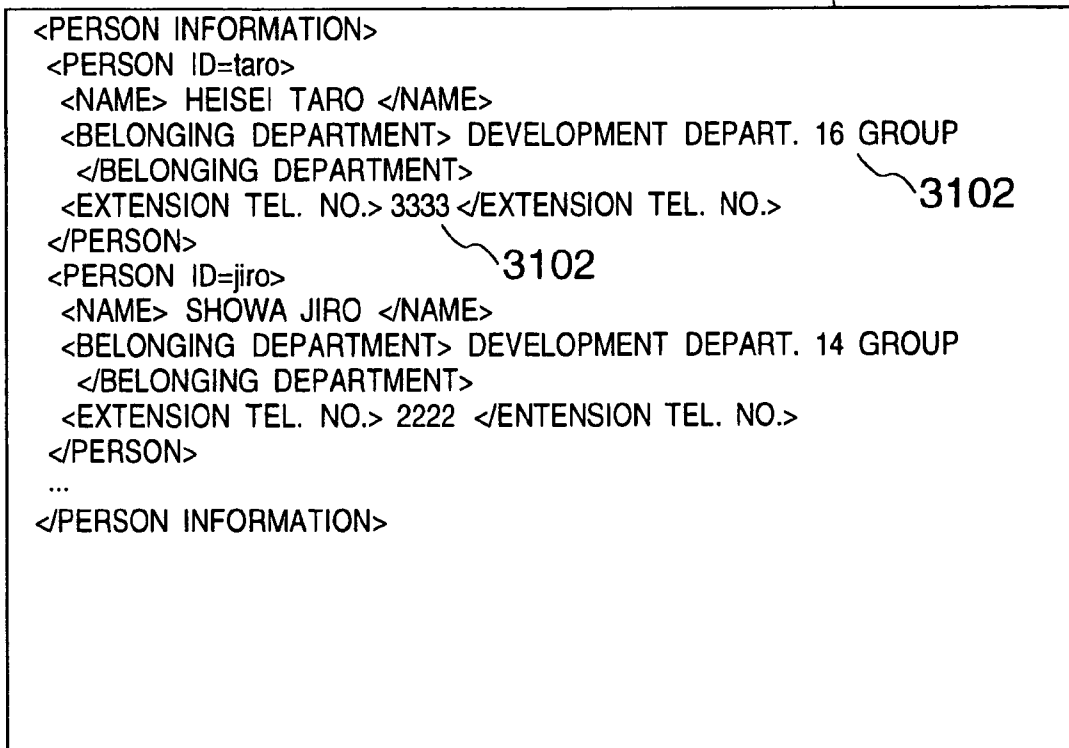 <PERSON INFORMATION>
<PERSON ID=taro>
<NAME> HEISEI TARO </NAME>
<BELONGING DEPARTMENT> DEVELOPMENT DEPART. 16 GROUP
</BELONGING DEPARTMENT>
3102
<EXTENSION TEL. NO.> 3333 </EXTENSION TEL. NO.>
</PERSON>
3102
<PERSON ID=jiro>
<NAME> SHOWA JIRO </NAME>
<BELONGING DEPARTMENT> DEVELOPMENT DEPART. 14 GROUP
</BELONGING DEPARTMENT>
<EXTENSION TEL. NO.> 2222 </ENTENSION TEL. NO.>
</PERSON>
...
</PERSON INFORMATION>